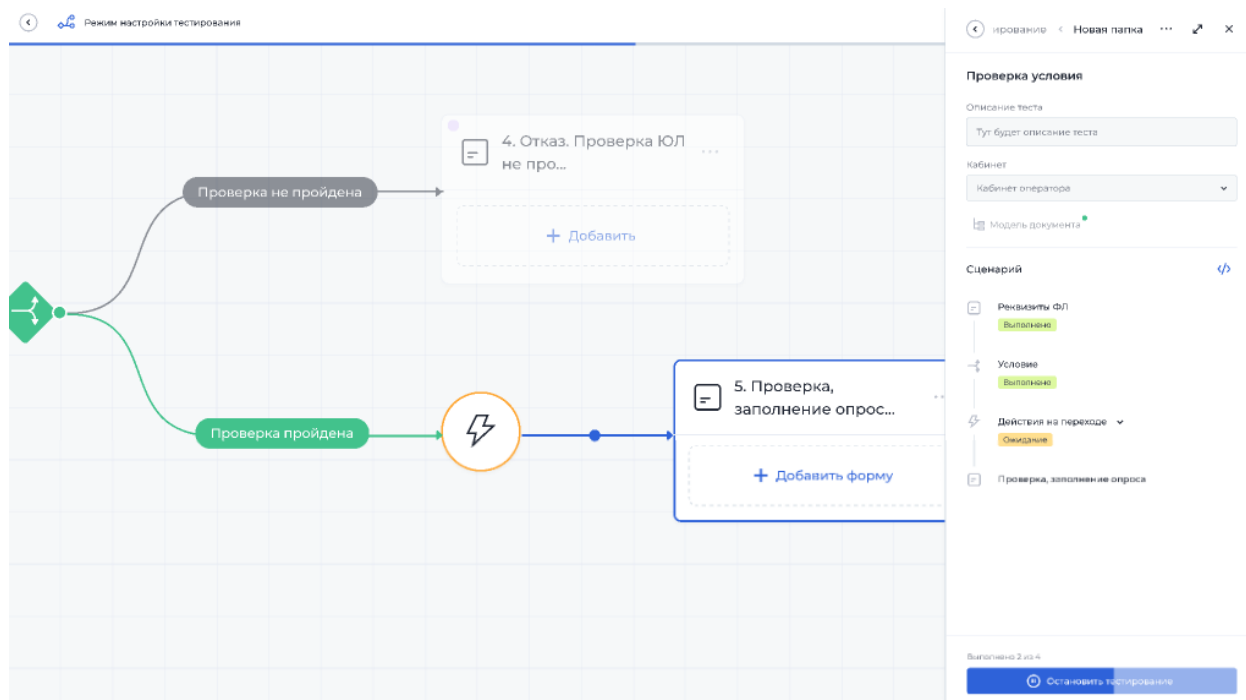 Режим настройки тестирования
ирование < Новая папка ...
Проверка условия
Описание теста
Тут будет описание теста
Кабинет
Кабинет оператора
Модель документа
Сценарий
</>
Реквизиты ФЛ
Выполнено
Условие
Выполнено
Действия на переходе
Ожидание
Проверка, заполнение опроса
Выполнено 2 из 4
Остановить тестирование
4. Отказ. Проверка ЮЛ
не про...
+ Добавить
Проверка не пройдена
Проверка пройдена
5. Проверка,
заполнение опрос...
+ Добавить форму